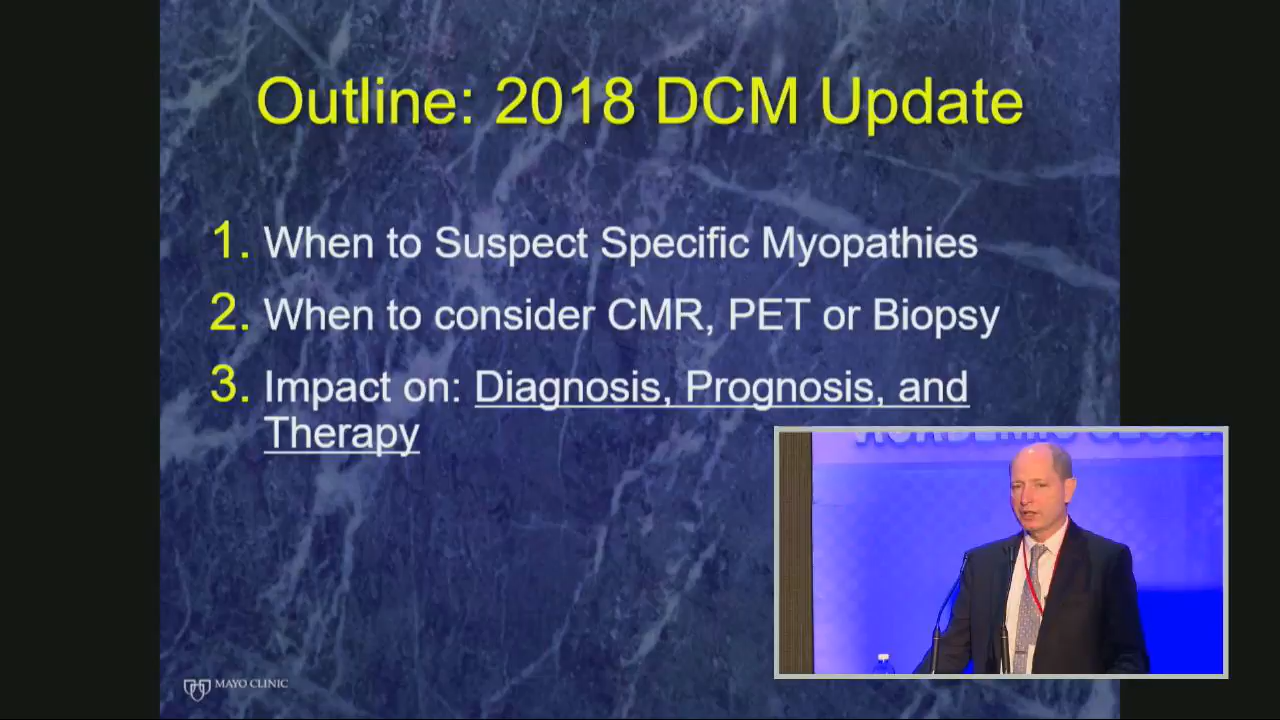 Outline: 2018 DCM Update
1. When to Suspect Specific Myopathies
2. When to consider CMR, PET or Biopsy
3. Impact on: Diagnosis, Prognosis, and
Therapy
ACADEMIC
MAYO CLINIC